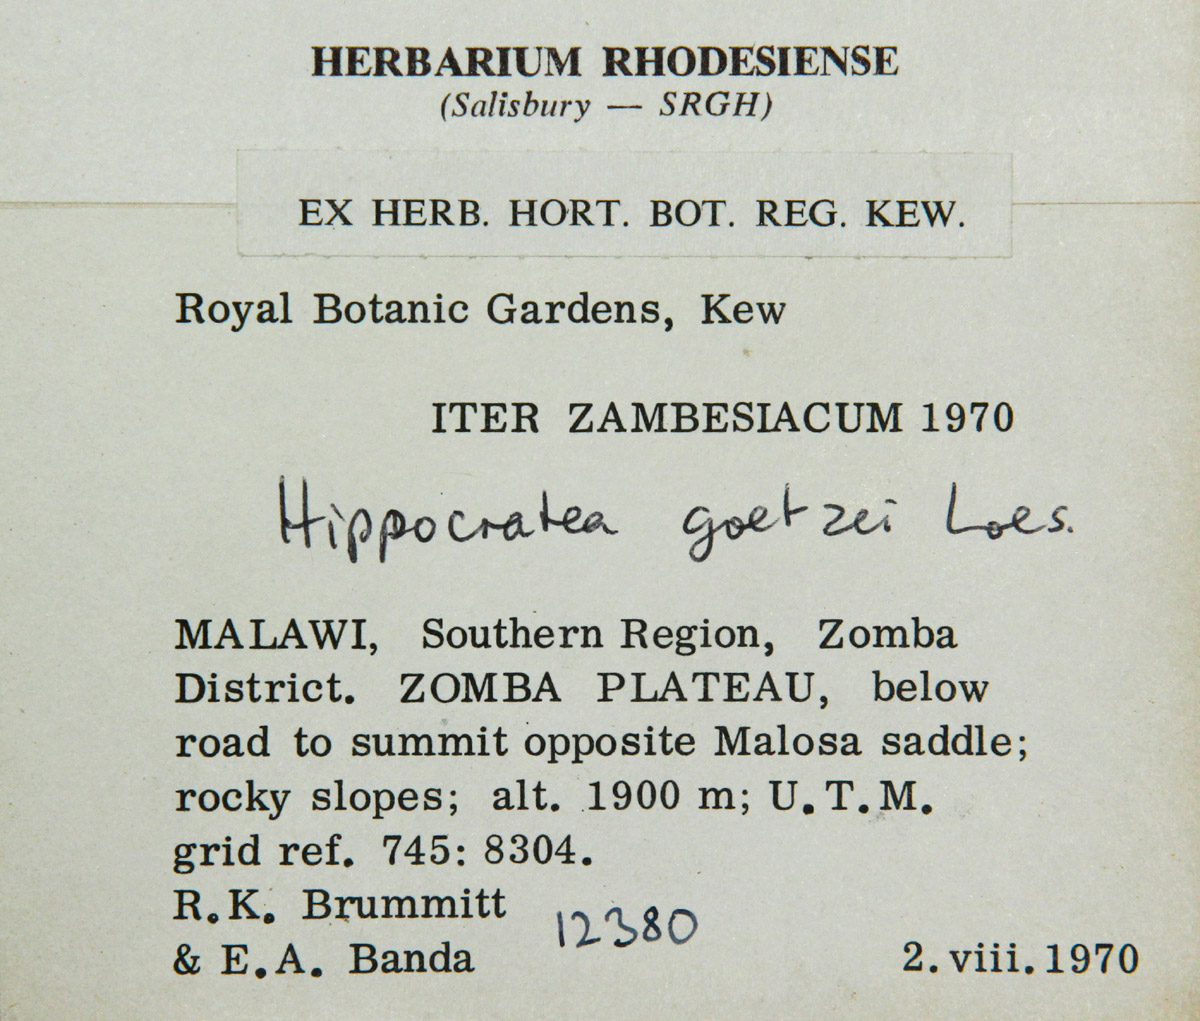 HERBARIUM RHODESIENSE
(Salisbury — SRGH)
EX HERB. HORT. BOT. REG. KEW.
Royal Botanic Gardens, Kew
ITER ZAMBESIACUM 1970
Hippocratea goetzei Loes.
MALAWI, Southern Region, Zomba
District. ZOMBA PLATEAU, below
road to summit opposite Malosa saddle;
rocky slopes; alt. 1900 m; U.T.M.
grid ref. 745: 8304.
R.K. Brummitt
12380
& E.A. Banda 2.viii.1970